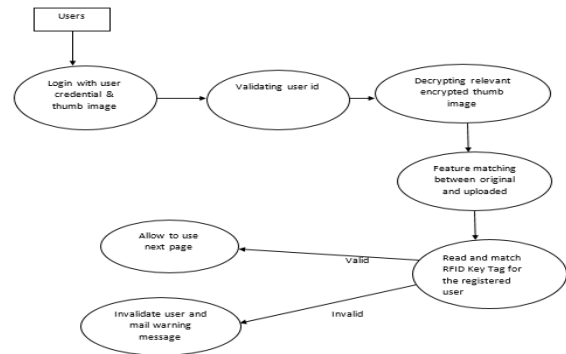 Users
Login with user
credential &
thumb image
Validating user id
Decrypting relevant
encrypted thumb
image
Feature matching
between original
and uploaded
Allow to use
next page
Valid
Read and match
RFID Key Tag for
the registered
user
Invalid
Invalidate user and
mail warning
message